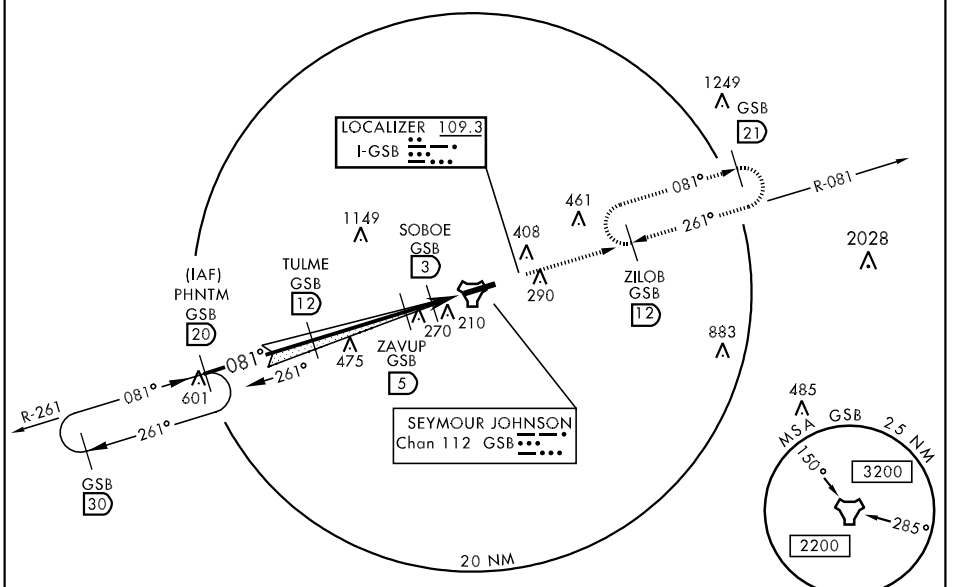 1249
GSB
21
LOCALIZER 109.3
I-GSB
081°
R-081
461
261°
1149
SOBOE
GSB
3
408
2028
(IAF)
PHNTM
GSB
20
TULME
GSB
12
290
ZILOB
GSB
12
270
210
883
081°
475
ZAVUP
GSB
5
261°
R-261
081°
601
261°
485
SEYMOUR JOHNSON
Chan 112 GSB
MSA GSB 25 NM
150°
3200
GSB
30
285°
2200
20 NM